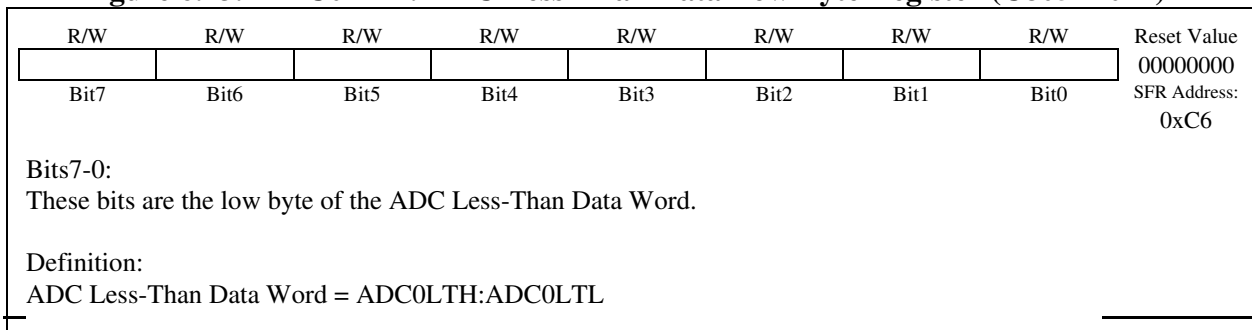 R/W R/W R/W R/W R/W R/W R/W R/W Reset Value
00000000
Bit7 Bit6 Bit5 Bit4 Bit3 Bit2 Bit1 Bit0 SFR Address:
0xC6
Bits7-0:
These bits are the low byte of the ADC Less-Than Data Word.
Definition:
ADC Less-Than Data Word = ADC0LTH:ADC0LTL